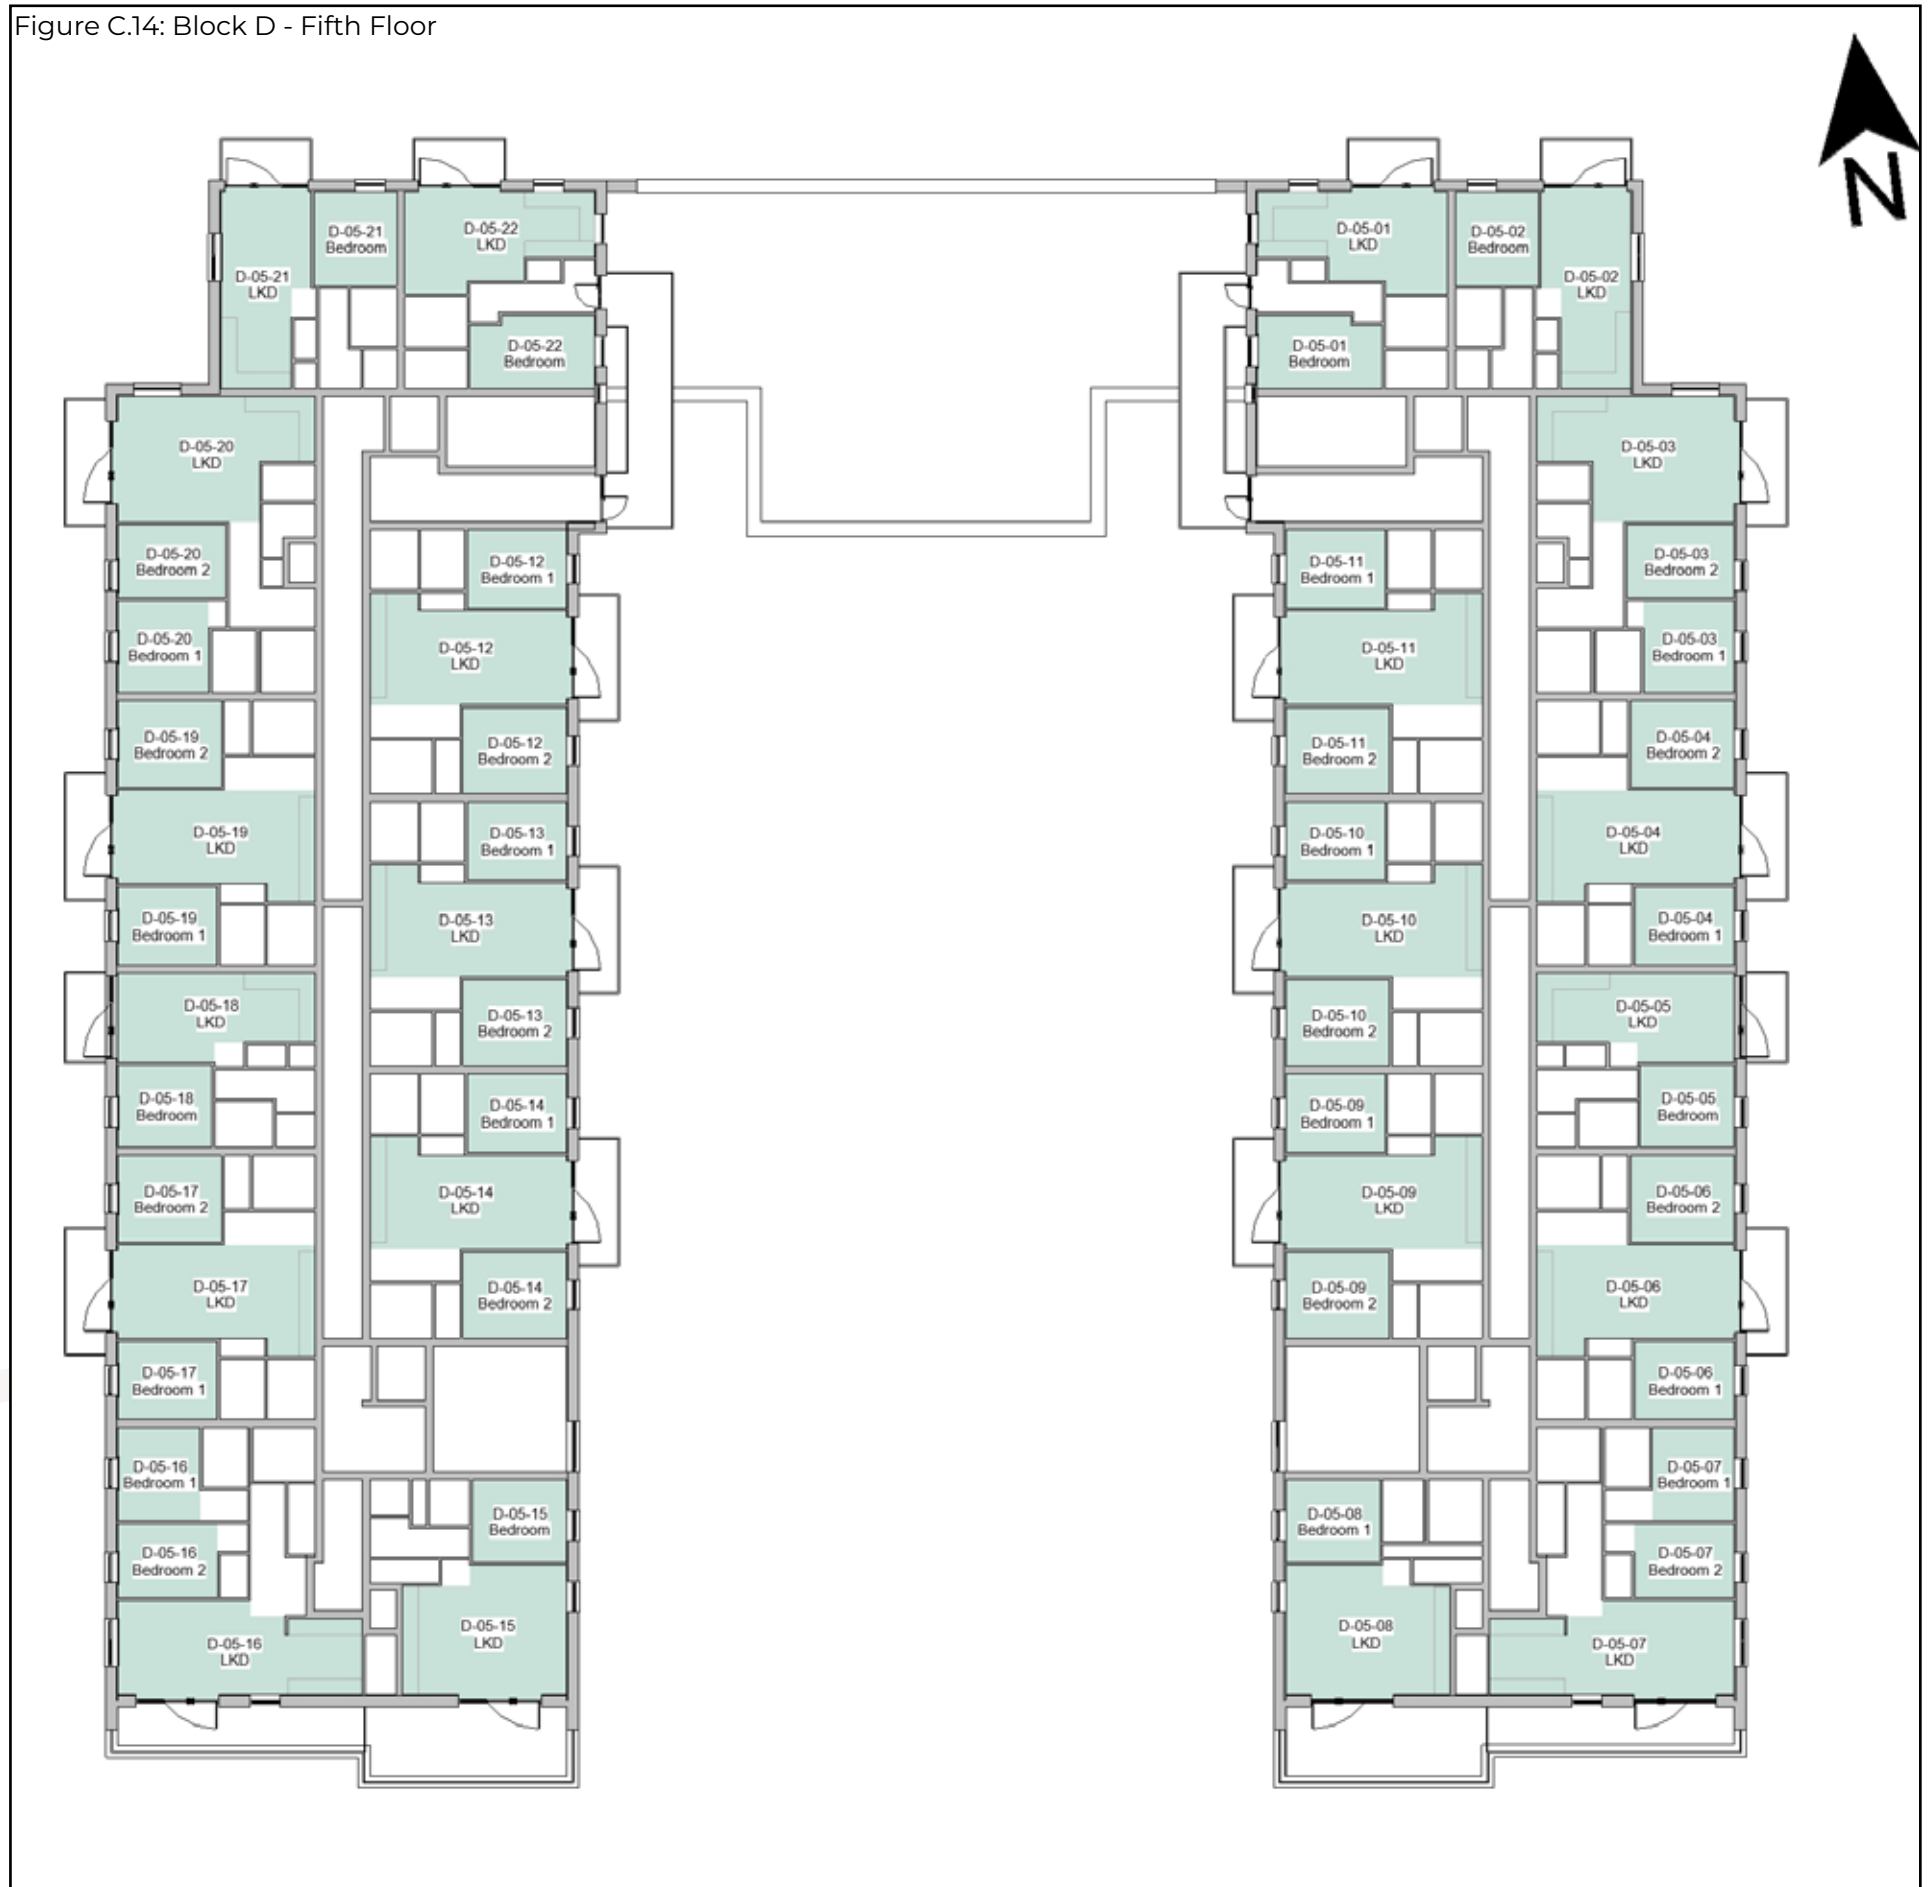 Figure C.14: Block D - Fifth Floor
N
D-05-21
LKD
D-05-21
Bedroom
D-05-22
LKD
D-05-22
Bedroom
D-05-20
LKD
D-05-20
Bedroom 2
D-05-20
Bedroom 1
D-05-19
Bedroom 2
D-05-19
LKD
D-05-19
Bedroom 1
D-05-18
LKD
D-05-18
Bedroom
D-05-17
Bedroom 2
D-05-17
LKD
D-05-17
Bedroom 1
D-05-16
Bedroom 1
D-05-16
Bedroom 2
D-05-16
LKD
D-05-12
Bedroom 1
D-05-12
LKD
D-05-12
Bedroom 2
D-05-13
Bedroom 1
D-05-13
LKD
D-05-13
Bedroom 2
D-05-14
Bedroom 1
D-05-14
LKD
D-05-14
Bedroom 2
D-05-15
Bedroom
D-05-15
LKD
D-05-01
LKD
D-05-01
Bedroom
D-05-02
Bedroom
D-05-02
LKD
D-05-11
Bedroom 1
D-05-11
LKD
D-05-11
Bedroom 2
D-05-10
Bedroom 1
D-05-10
LKD
D-05-10
Bedroom 2
D-05-09
Bedroom 1
D-05-09
LKD
D-05-09
Bedroom 2
D-05-08
Bedroom 1
D-05-08
LKD
D-05-03
LKD
D-05-03
Bedroom 2
D-05-03
Bedroom 1
D-05-04
Bedroom 2
D-05-04
LKD
D-05-04
Bedroom 1
D-05-05
LKD
D-05-05
Bedroom
D-05-06
Bedroom 2
D-05-06
LKD
D-05-06
Bedroom 1
D-05-07
Bedroom 1
D-05-07
Bedroom 2
D-05-07
LKD